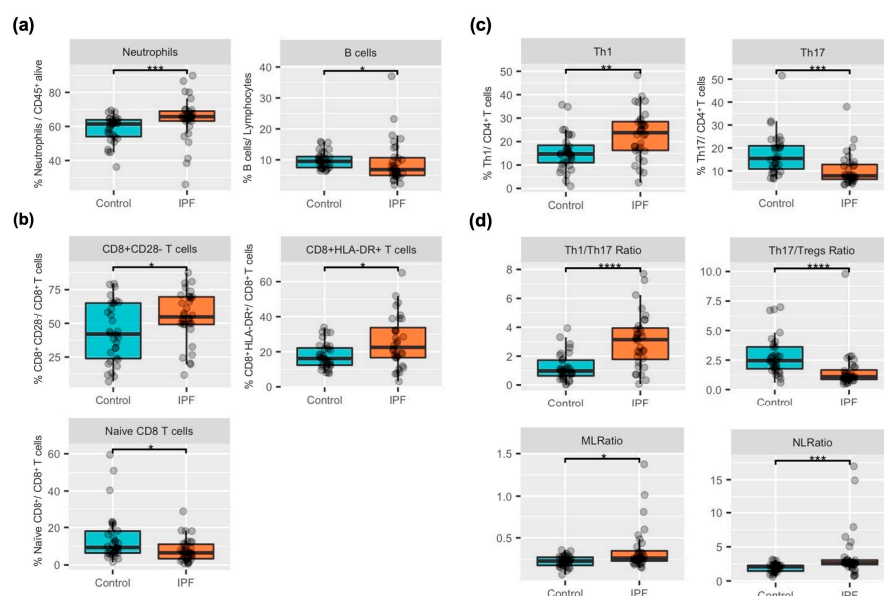 (a)
Neutrophils
***
% Neutrophils / CD45⁺ alive
80
60
40
Control
IPF
B cells
*
% B cells/ Lymphocytes
40
30
20
10
Control
IPF
(b)
CD8+CD28- T cells
*
% CD8⁺CD28⁻/ CD8⁺ T cells
75
50
25
Control
IPF
CD8+HLA-DR+ T cells
*
% CD8⁺HLA-DR⁺/ CD8⁺ T cells
60
40
20
0
Control
IPF
Naive CD8 T cells
*
% Naïve CD8⁺/ CD8⁺ T cells
60
40
20
0
Control
IPF
(c)
Th1
**
% Th1/ CD4⁺T cells
50
40
30
20
10
0
Control
IPF
Th17
***
% Th17/ CD4⁺T cells
50
40
30
20
10
Control
IPF
(d)
Th1/Th17 Ratio
****
8
6
4
2
0
Control
IPF
Th17/Tregs Ratio
****
10.0
7.5
5.0
2.5
0.0
Control
IPF
MLRatio
*
1.5
1.0
0.5
Control
IPF
NLRatio
***
15
10
5
0
Control
IPF